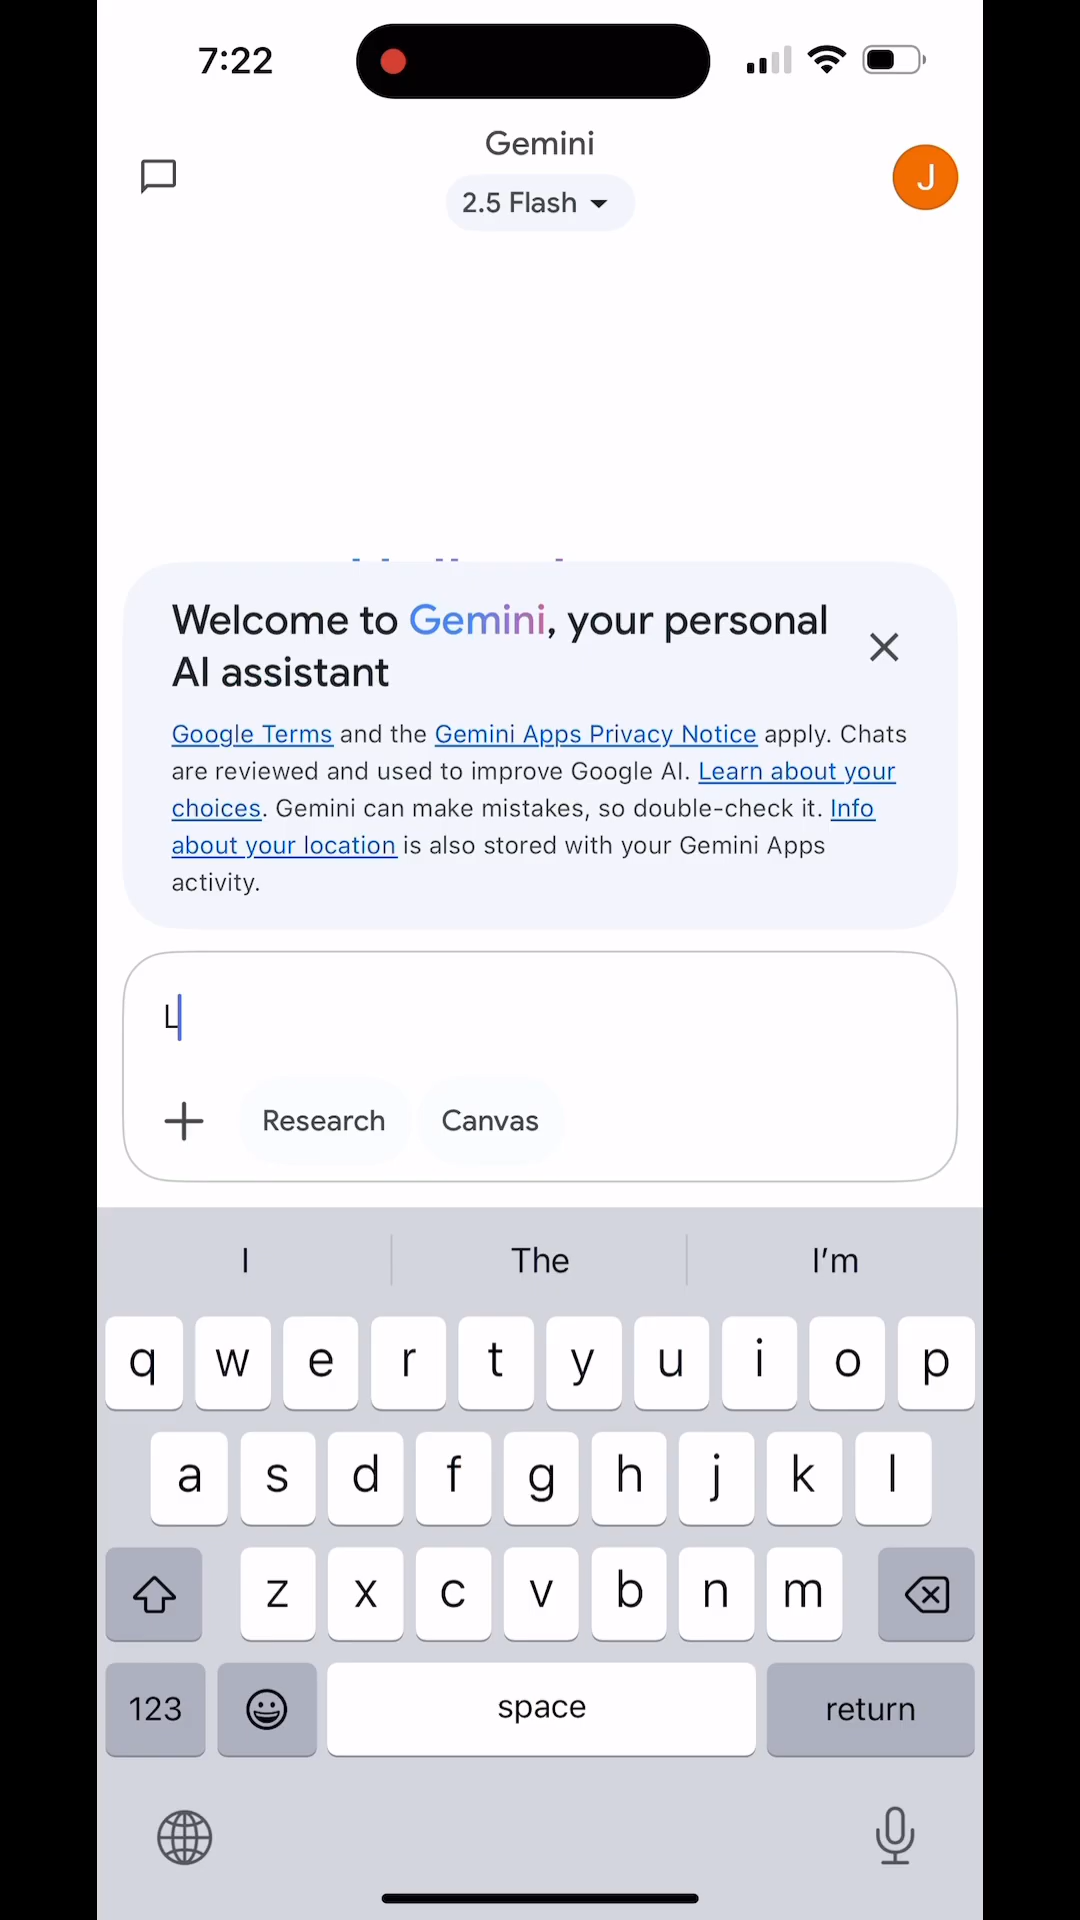 7:22
Gemini
J
2.5 Flash
Welcome to Gemini, your personal
AI assistant
Google Terms and the Gemini Apps Privacy Notice apply. Chats
are reviewed and used to improve Google AI. Learn about your
choices. Gemini can make mistakes, so double-check it. Info
about your location is also stored with your Gemini Apps
activity.
L
Research Canvas
I The I'm
q w e r t y u i o p
a s d f g h j k l
z x c v b n m
123 space return